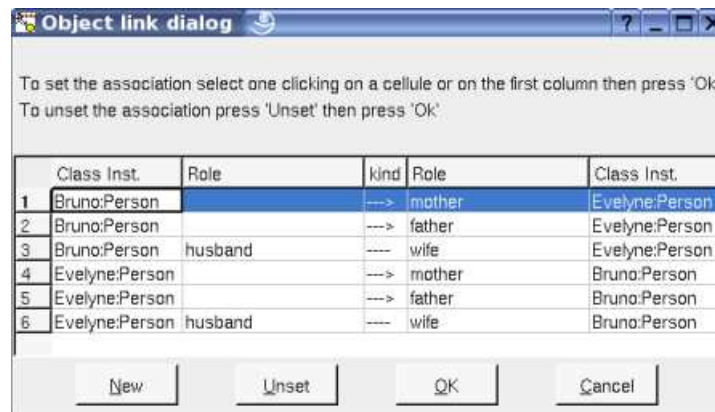 Object link dialog ? _ □ X
To set the association select one clicking on a cellule or on the first column then press 'Ok
To unset the association press 'Unset' then press 'Ok'
Class Inst. Role kind Role Class Inst.
1 Bruno:Person ---> mother Evelyne:Person
2 Bruno:Person ---> father Evelyne:Person
3 Bruno:Person husband ---- wife Evelyne:Person
4 Evelyne:Person ---> mother Bruno:Person
5 Evelyne:Person ---> father Bruno:Person
6 Evelyne:Person husband ---- wife Bruno:Person
New Unset OK Cancel